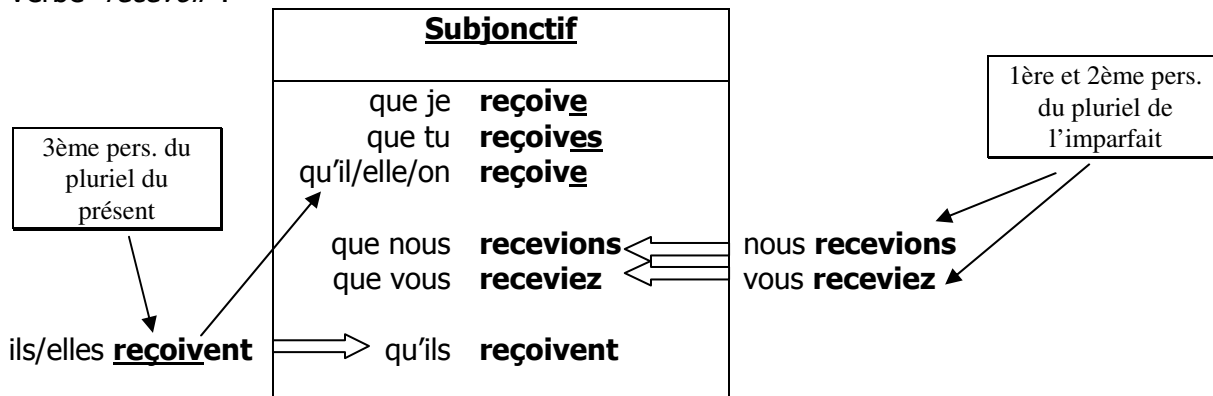 Subjonctif
1ère et 2ème pers.
du pluriel de
l'imparfait
que je reçoive
que tu reçoives
qu'il/elle/on reçoive
3ème pers. du
pluriel du
présent
que nous recevions nous recevions
que vous receviez vous receviez
ils/elles reçoivent qu'ils reçoivent